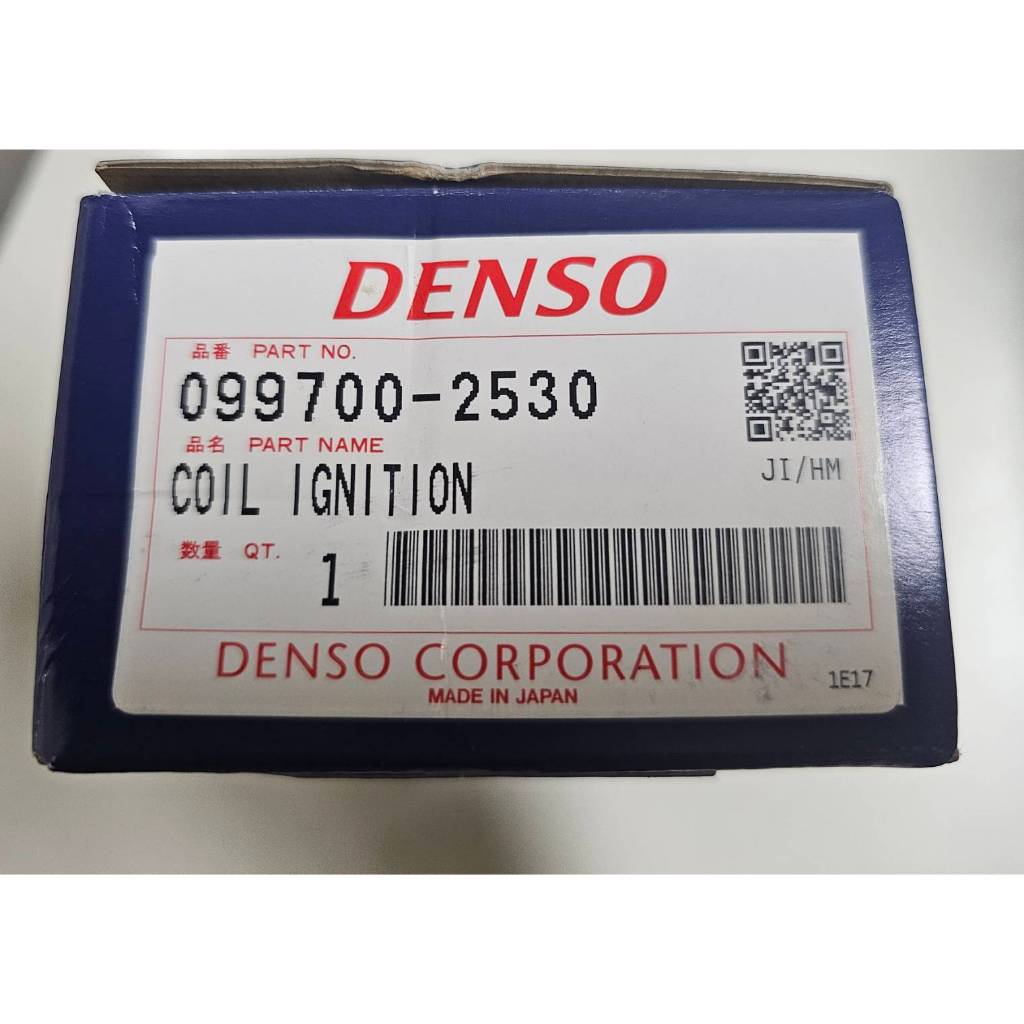 DENSO
品番 PART NO.
099700-2530
品名 PART NAME
COIL IGNITION
JI/HM
数量 QT. 1
DENSO CORPORATION
MADE IN JAPAN
1E17